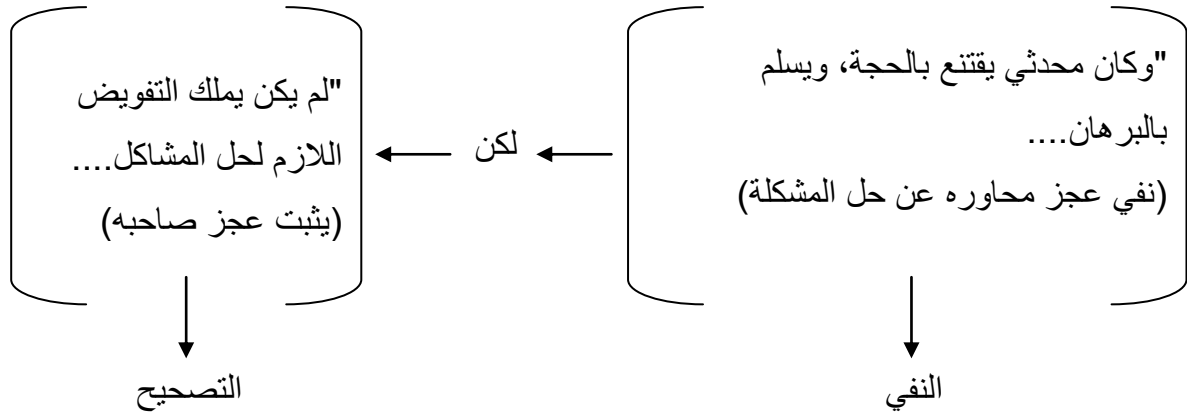 "وكان محدثي يقتنع بالحجة، ويسلم
بالبرهان....
(نفي عجز محاوره عن حل المشكلة)
لكن
"لم يكن يملك التفويض
اللازم لحل المشاكل....
(يثبت عجز صاحبه)
النفي
التصحيح